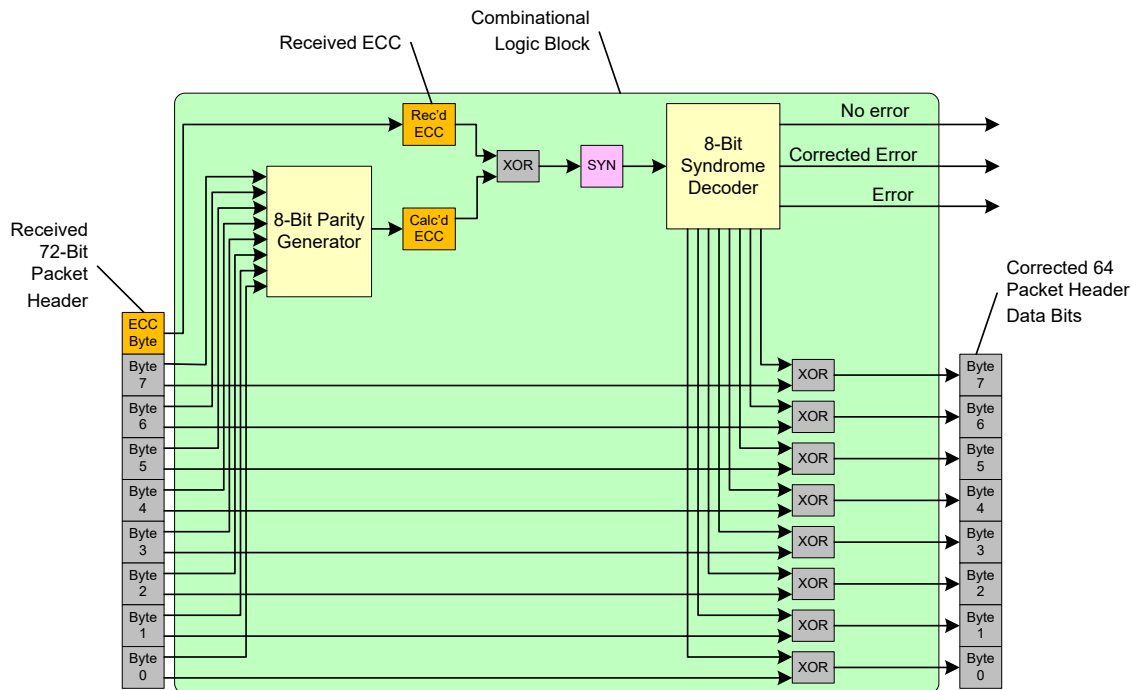 Combinational
Logic Block
Received ECC
Rec'd
ECC
No error
8-Bit
Syndrome
Decoder
XOR
SYN
Corrected Error
Error
8-Bit Parity
Generator
Calc'd
ECC
Received
72-Bit
Packet
Header
Corrected 64
Packet Header
Data Bits
ECC
Byte
Byte
7
XOR
Byte
7
Byte
6
XOR
Byte
6
Byte
5
XOR
Byte
5
Byte
4
XOR
Byte
4
Byte
3
XOR
Byte
3
Byte
2
XOR
Byte
2
Byte
1
XOR
Byte
1
Byte
0
XOR
Byte
0